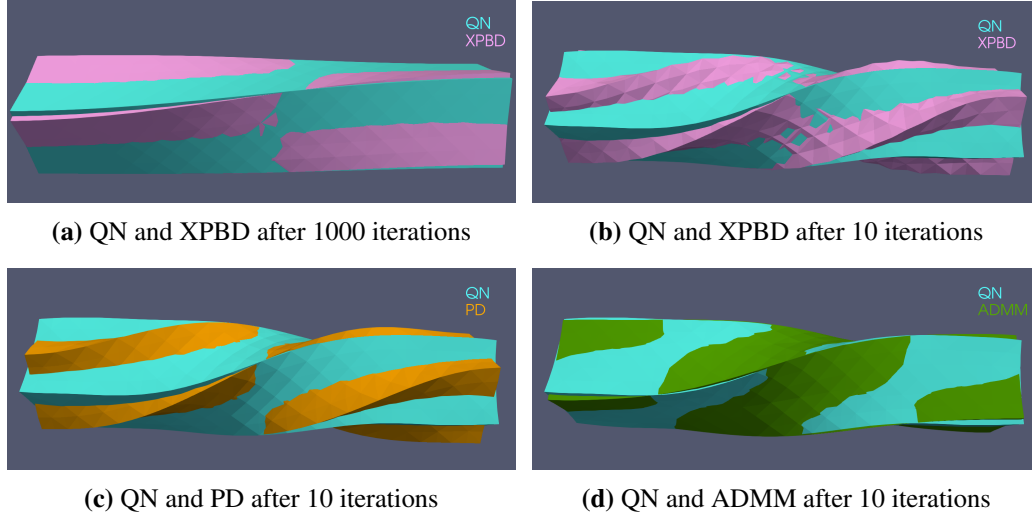 QN
XPBD
QN
XPBD
(a) QN and XPBD after 1000 iterations
(b) QN and XPBD after 10 iterations
QN
PD
QN
ADMM
(c) QN and PD after 10 iterations
(d) QN and ADMM after 10 iterations